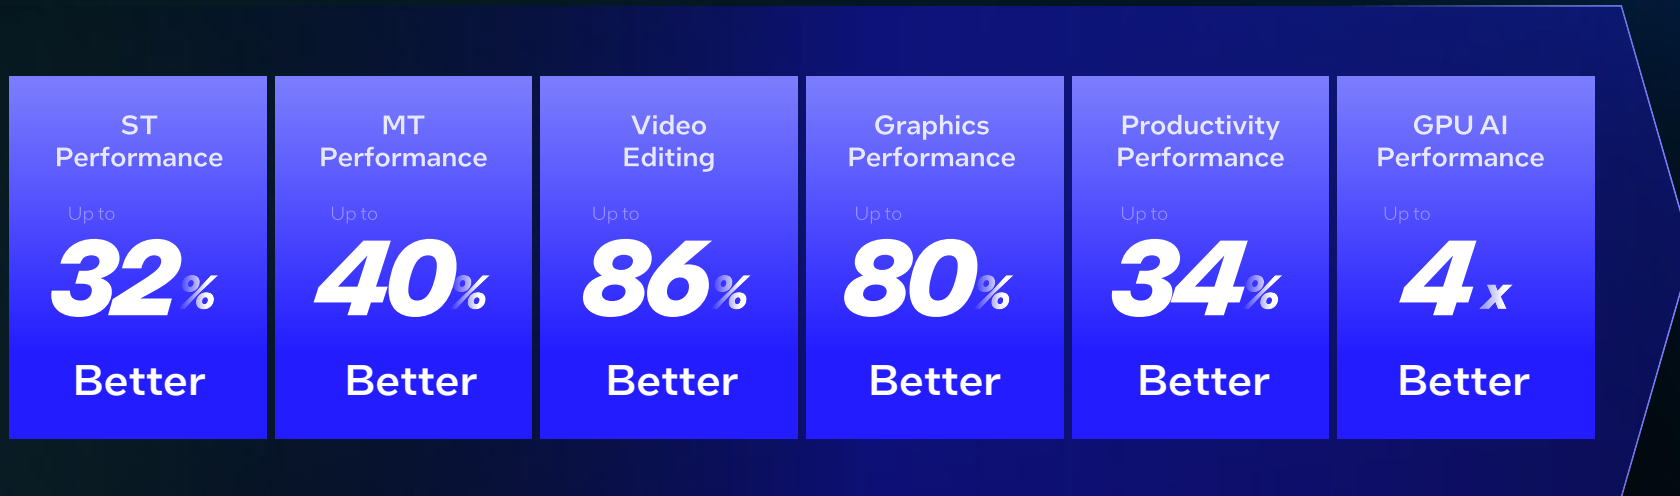 ST
Performance
Up to
32%
Better
MT
Performance
Up to
40%
Better
Video
Editing
Up to
86%
Better
Graphics
Performance
Up to
80%
Better
Productivity
Performance
Up to
34%
Better
GPU AI
Performance
Up to
4x
Better